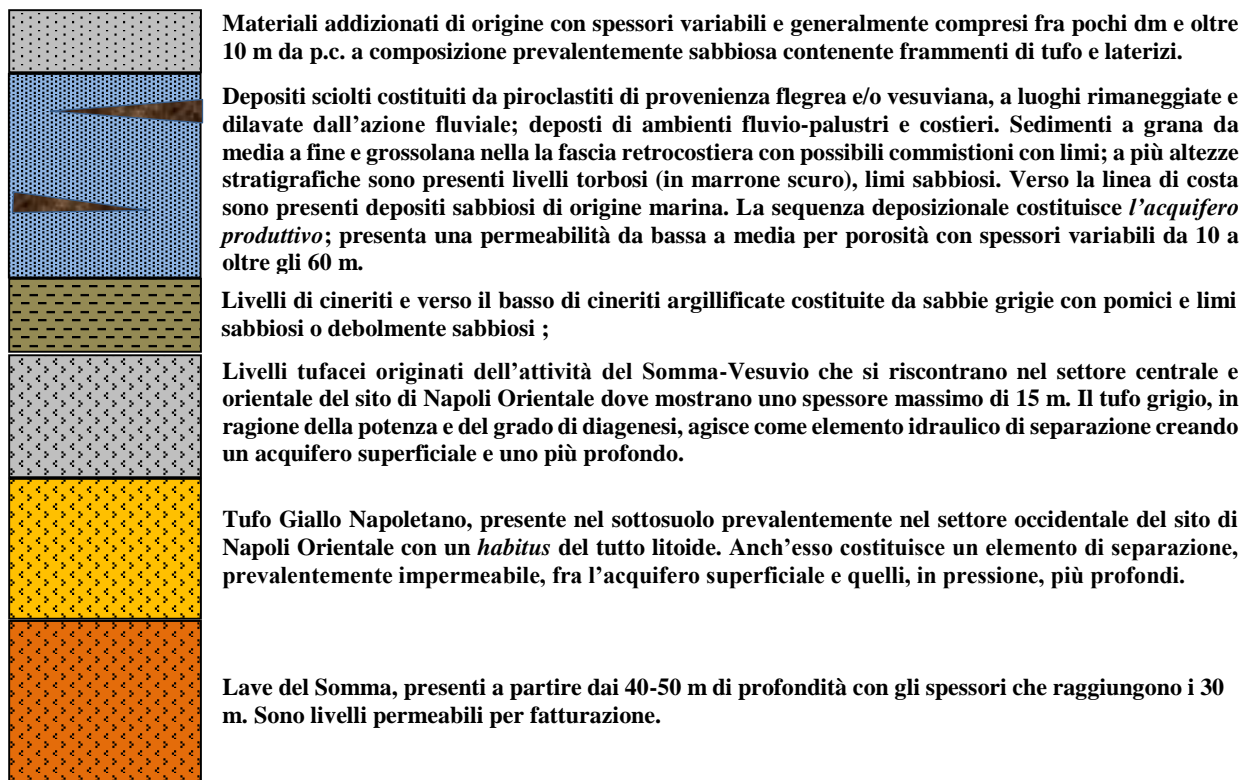 Materiali addizionati di origine con spessori variabili e generalmente compresi fra pochi dm e oltre
10 m da p.c. a composizione prevalentemente sabbiosa contenente frammenti di tufo e laterizi.
Depositi sciolti costituiti da piroclastiti di provenienza flegrea e/o vesuviana, a luoghi rimaneggiate e
dilavate dall'azione fluviale; deposti di ambienti fluvio-palustri e costieri. Sedimenti a grana da
media a fine e grossolana nella la fascia retrocostiera con possibili commistioni con limi; a più altezze
stratigrafiche sono presenti livelli torbosi (in marrone scuro), limi sabbiosi. Verso la linea di costa
sono presenti depositi sabbiosi di origine marina. La sequenza deposizionale costituisce l'acquifero
produttivo; presenta una permeabilità da bassa a media per porosità con spessori variabili da 10 a
oltre gli 60 m.
Livelli di cineriti e verso il basso di cineriti argillificate costituite da sabbie grigie con pomici e limi
sabbiosi o debolmente sabbiosi ;
Livelli tufacei originati dell'attività del Somma-Vesuvio che si riscontrano nel settore centrale e
orientale del sito di Napoli Orientale dove mostrano uno spessore massimo di 15 m. Il tufo grigio, in
ragione della potenza e del grado di diagenesi, agisce come elemento idraulico di separazione creando
un acquifero superficiale e uno più profondo.
Tufo Giallo Napoletano, presente nel sottosuolo prevalentemente nel settore occidentale del sito di
Napoli Orientale con un habitus del tutto litoide. Anch'esso costituisce un elemento di separazione,
prevalentemente impermeabile, fra l'acquifero superficiale e quelli, in pressione, più profondi.
Lave del Somma, presenti a partire dai 40-50 m di profondità con gli spessori che raggiungono i 30
m. Sono livelli permeabili per fatturazione.